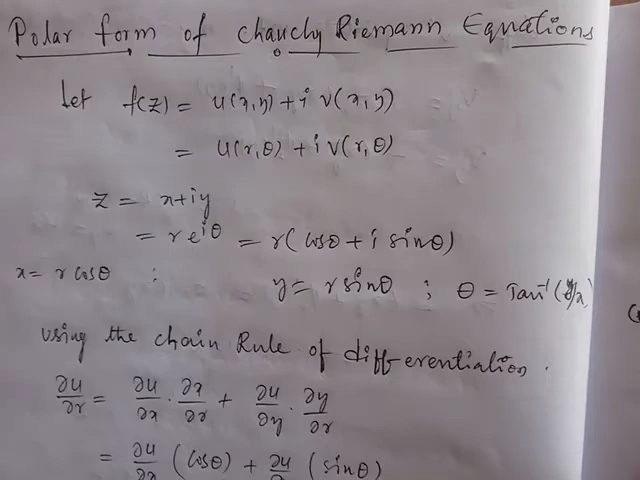 Polar form of Chauchy Riemann Equations
Let f(z) = u(x,y) + i v(x,y)
= u(r,θ) + i v(r,θ)
z = x+iy
= r e^{iθ} = r(cosθ + i sinθ)
x = r cosθ ; y = r sinθ ; θ = Tan⁻¹(y/x)
using the chain Rule of differentiation.
∂u/∂r = ∂u/∂x · ∂x/∂r + ∂u/∂y · ∂y/∂r
= ∂u/∂x (cosθ) + ∂u/ (sinθ)